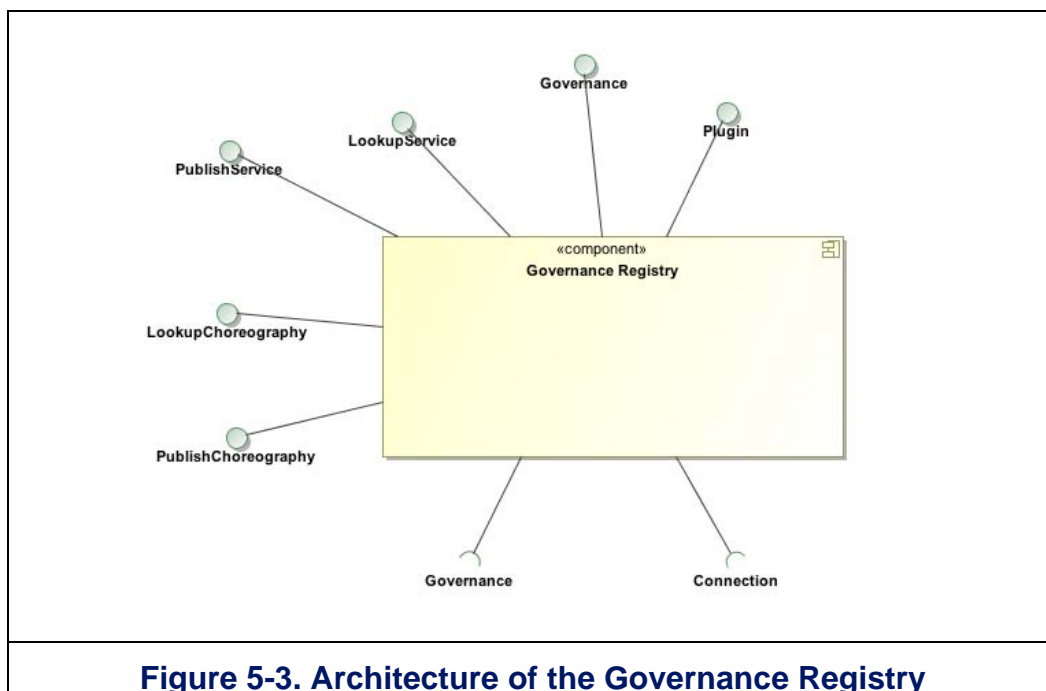 Governance
Plugin
LookupService
PublishService
«component»
Governance Registry
LookupChoreography
PublishChoreography
Governance
Connection
Figure 5-3. Architecture of the Governance Registry